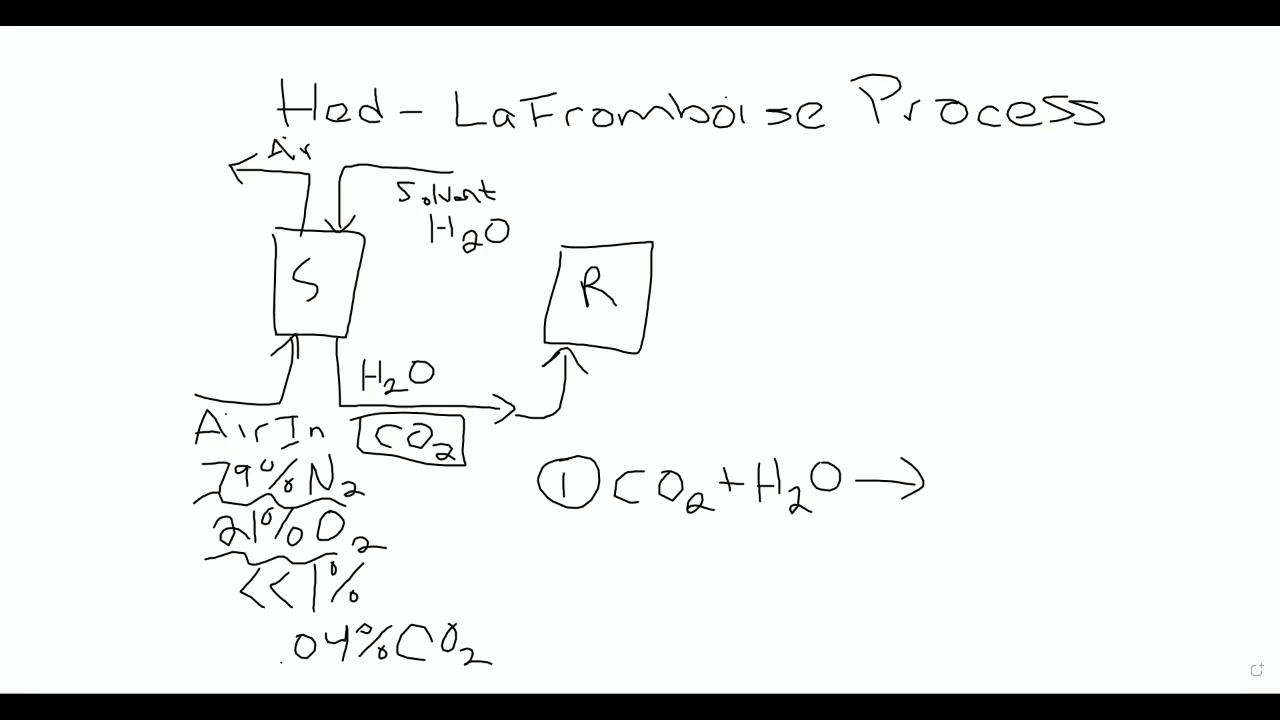 Hod - LaFromboise Process
Air
Solvent
H2O
S
R
H2O
CO2
Air In
79% N2
21% O2
<<1%
.04% CO2
① CO2 + H2O →